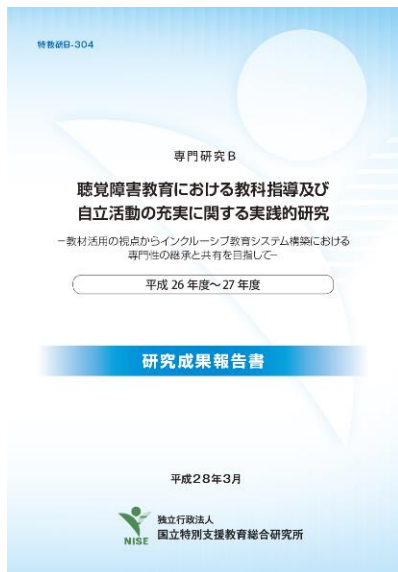 特教研B-304
専門研究B
聴覚障害教育における教科指導及び
自立活動の充実に関する実践的研究
－教材活用の視点からインクルーシブ教育システム構築における
専門性の継承と共有を目指して－
平成26年度～27年度
研究成果報告書
平成28年3月
独立行政法人
国立特別支援教育総合研究所
NISE